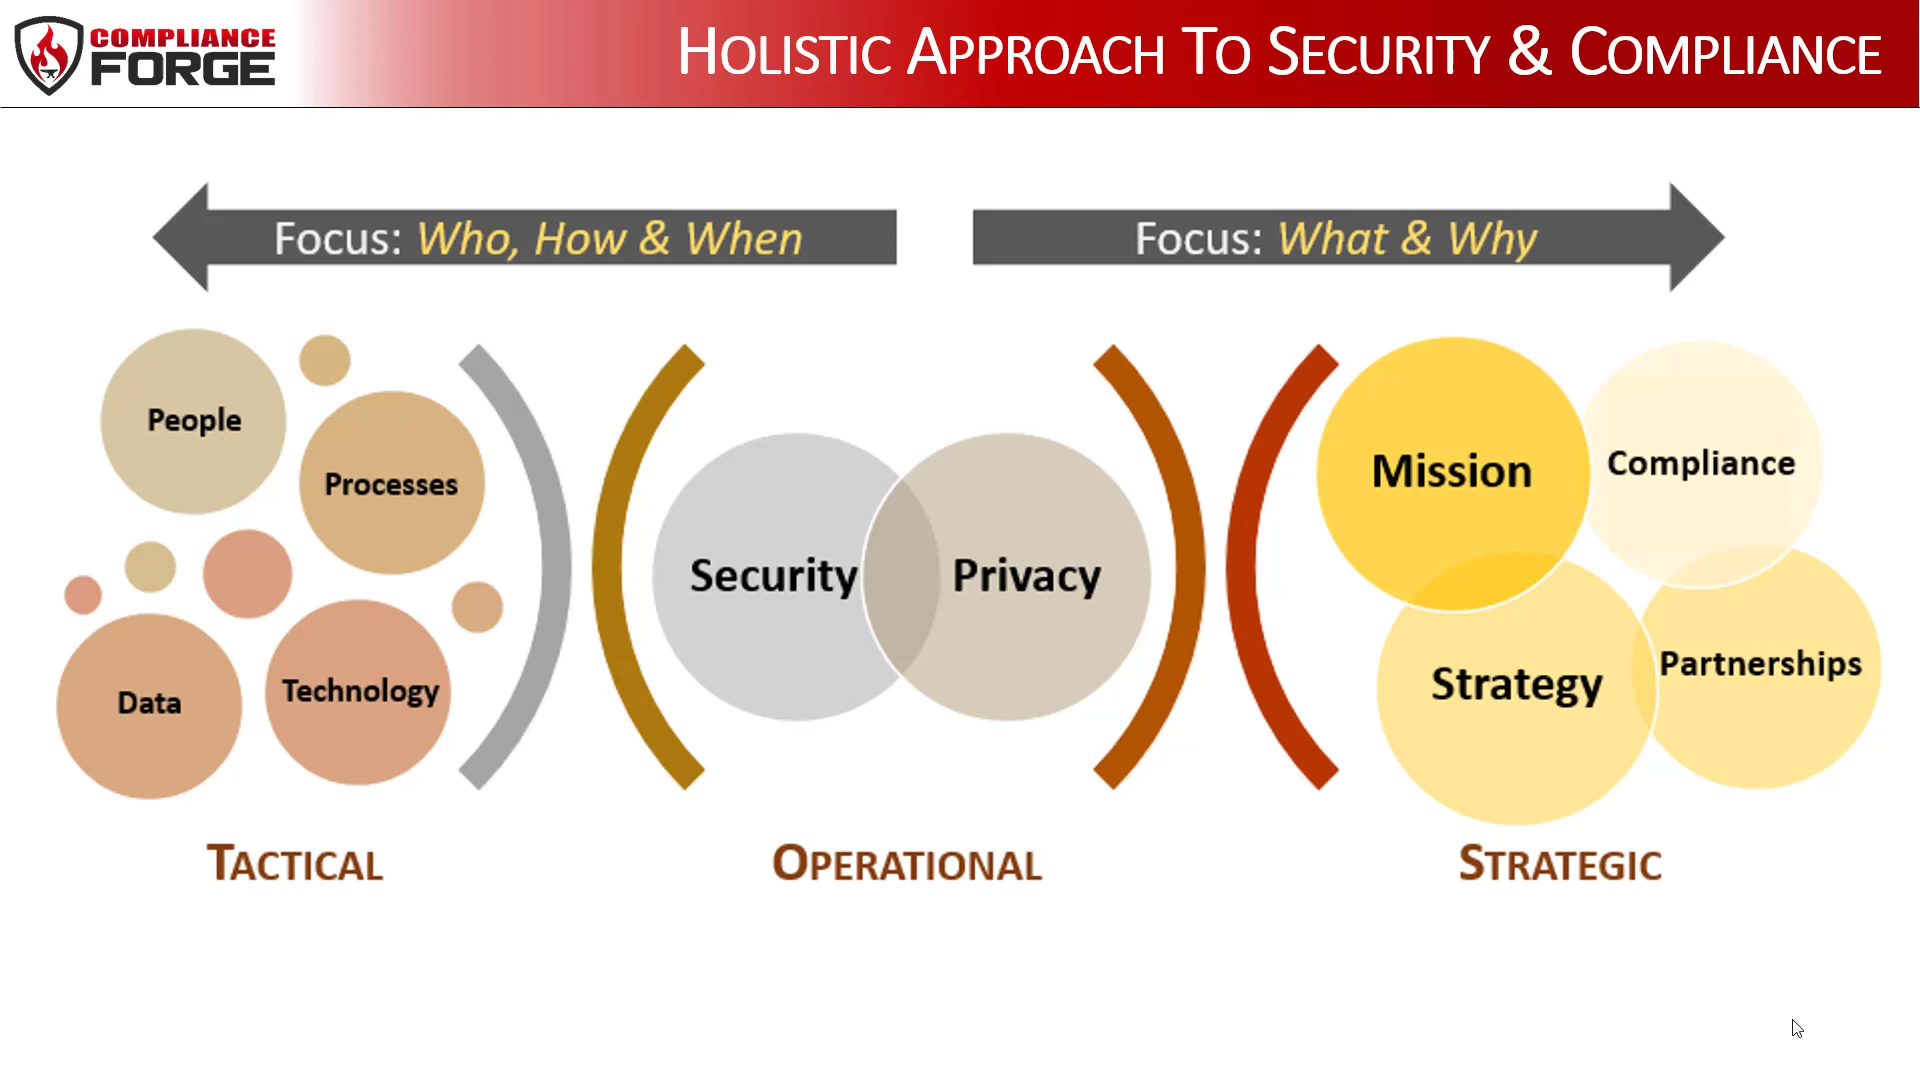 COMPLIANCE
FORGE
HOLISTIC APPROACH TO SECURITY & COMPLIANCE
Focus: Who, How & When
Focus: What & Why
People
Processes
Data
Technology
Security
Privacy
Mission
Compliance
Strategy
Partnerships
TACTICAL
OPERATIONAL
STRATEGIC